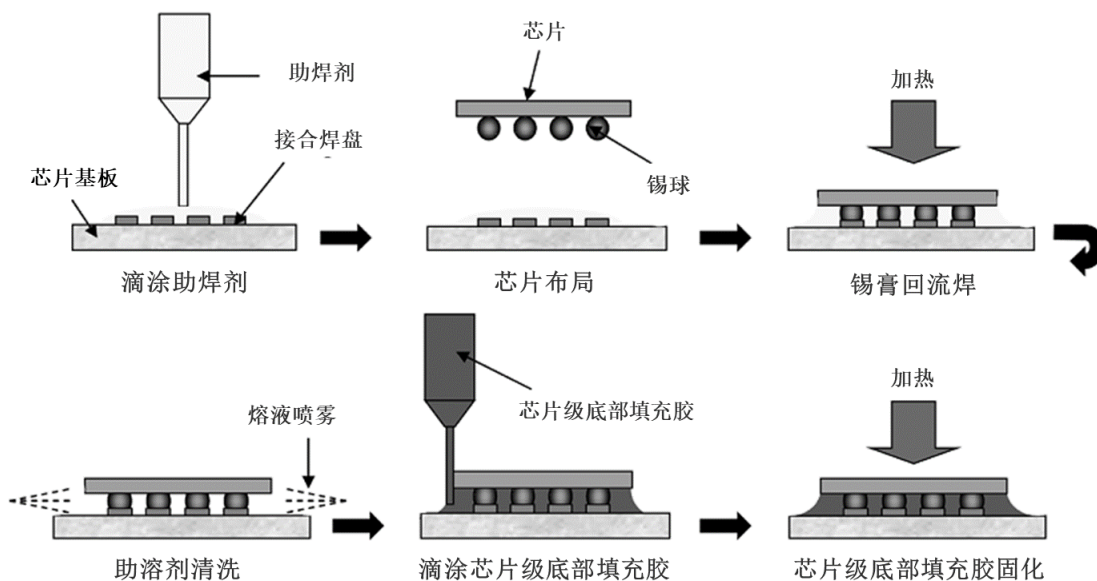 芯片
助焊剂
加热
接合焊盘
芯片基板
锡球
滴涂助焊剂
芯片布局
锡膏回流焊
加热
熔液喷雾
芯片级底部填充胶
助溶剂清洗
滴涂芯片级底部填充胶
芯片级底部填充胶固化